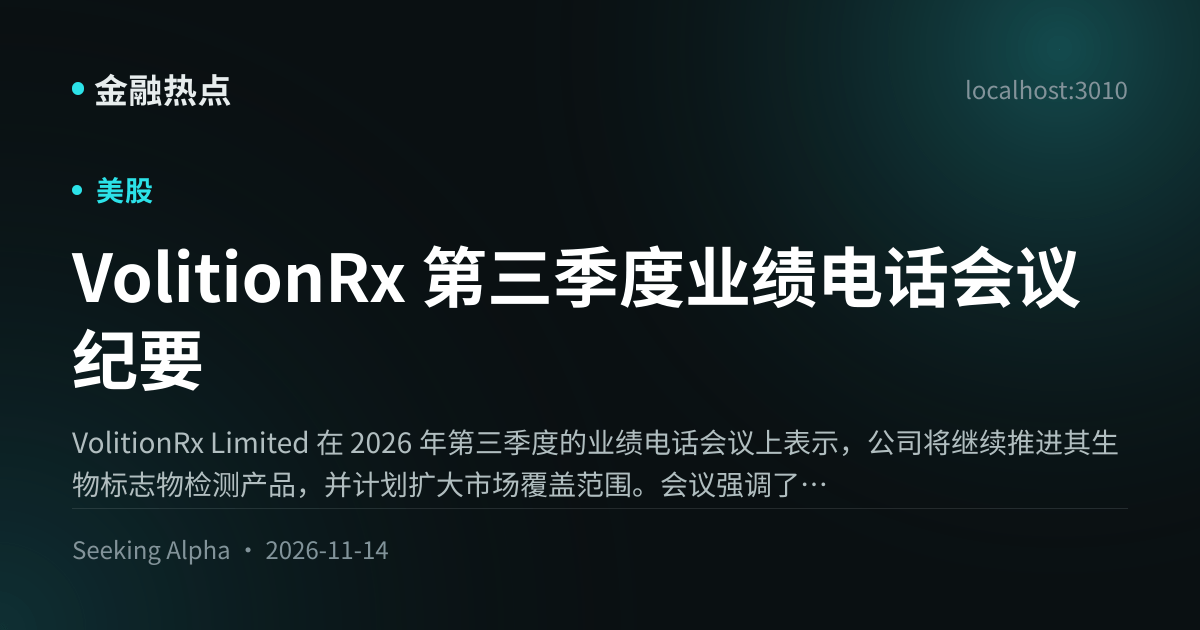 金融热点
localhost:3010
美股
VolitionRx 第三季度业绩电话会议
纪要
VolitionRx Limited 在 2026 年第三季度的业绩电话会议上表示，公司将继续推进其生
物标志物检测产品，并计划扩大市场覆盖范围。会议强调了…
Seeking Alpha · 2026-11-14